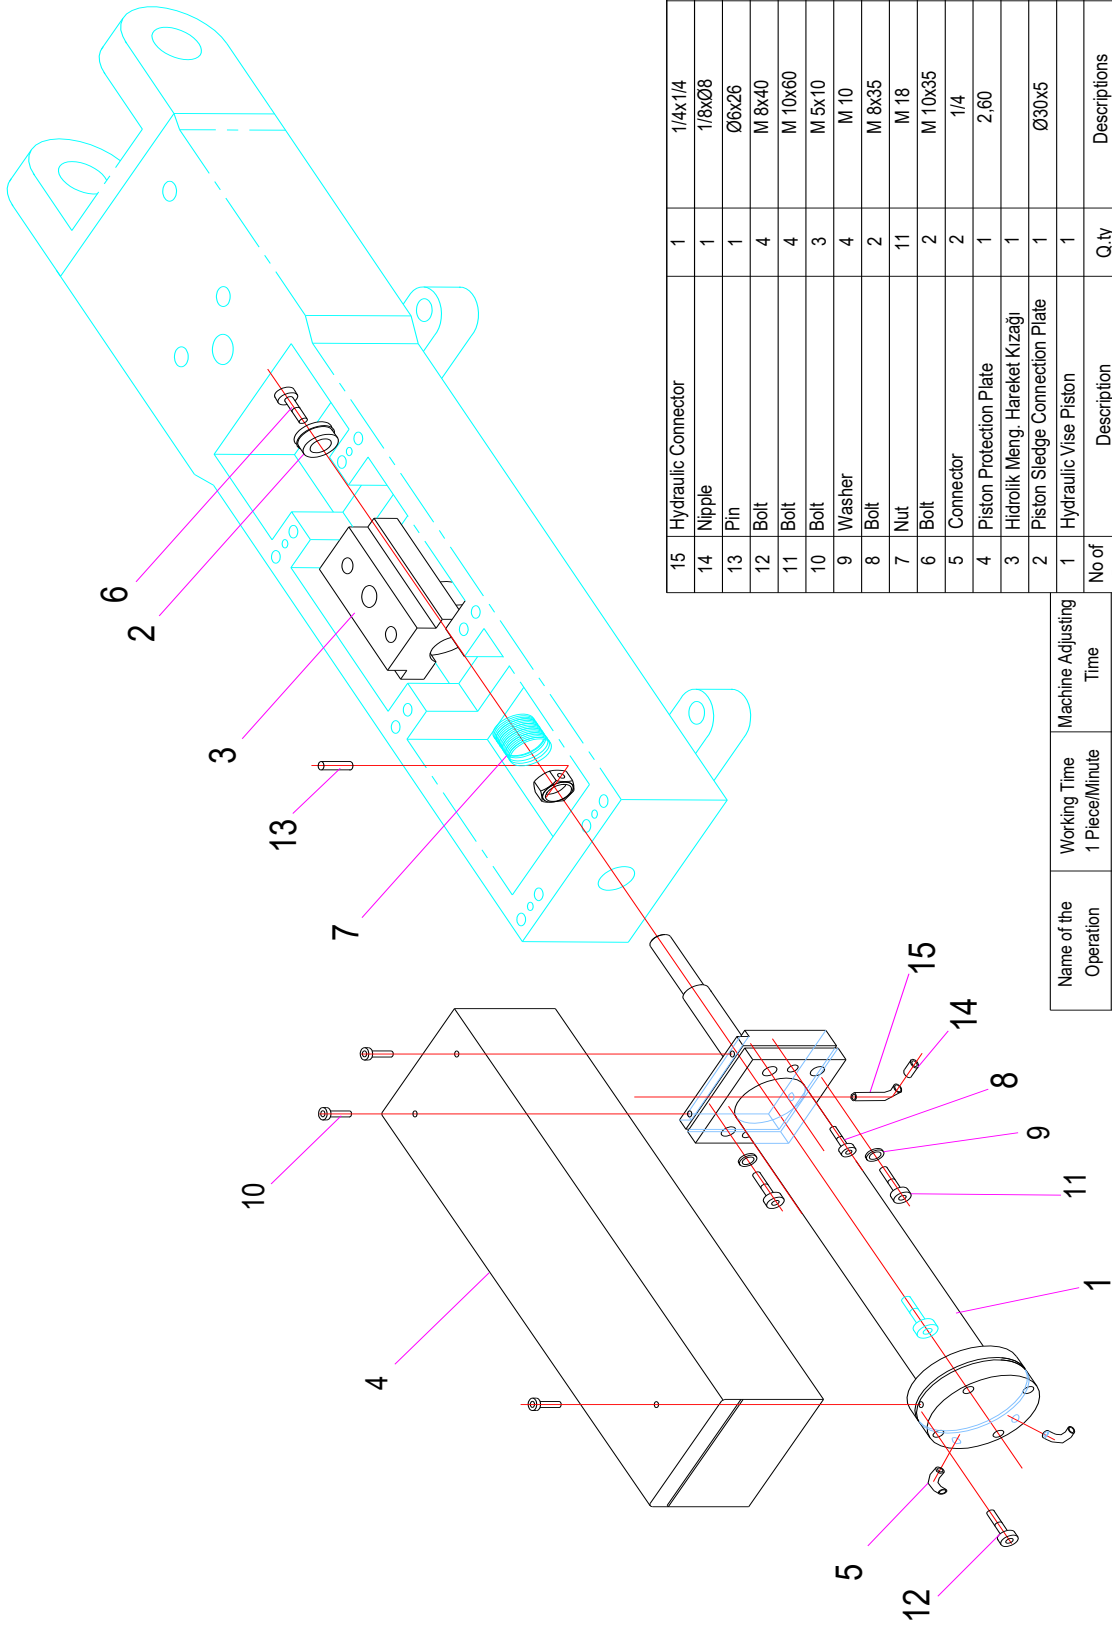 6
2
3
13
7
10
4
15
14
8
9
11
1
5
12
15 Hydraulic Connector 1 1/4x1/4
14 Nipple 1 1/8xØ8
13 Pin 1 Ø6x26
12 Bolt 4 M 8x40
11 Bolt 4 M 10x60
10 Bolt 3 M 5x10
9 Washer 4 M 10
8 Bolt 2 M 8x35
7 Nut 11 M 18
6 Bolt 2 M 10x35
5 Connector 2 1/4
4 Piston Protection Plate 1 2,60
3 Hidrolik Meng. Hareket Kızağı 1
2 Piston Sledge Connection Plate 1 Ø30x5
1 Hydraulic Vise Piston 1
No of Description Q.ty Descriptions
Name of the Operation
Working Time 1 Piece/Minute
Machine Adjusting Time